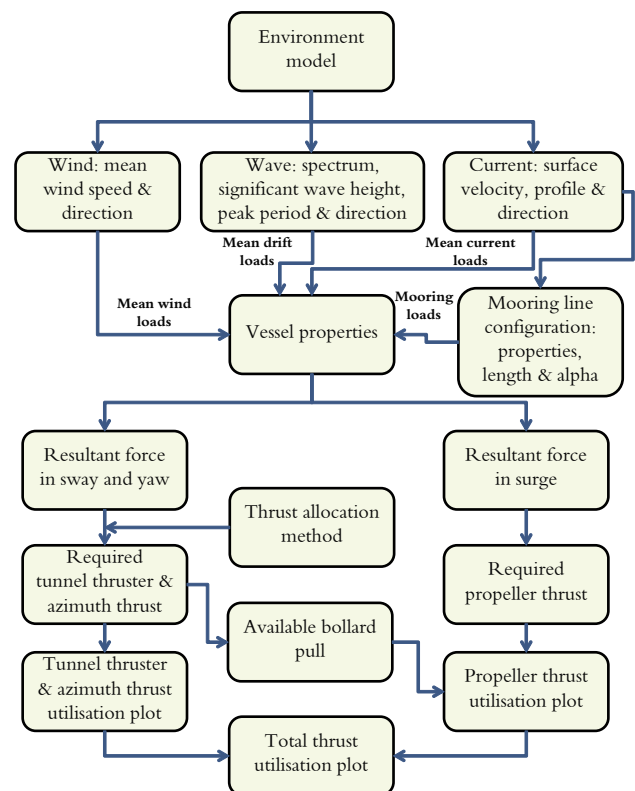 Environment
model
Wind: mean
wind speed &
direction
Wave: spectrum,
significant wave height,
peak period & direction
Current: surface
velocity, profile &
direction
Mean drift
loads
Mean current
loads
Mean wind
loads
Vessel properties
Mooring
loads
Mooring line
configuration:
properties,
length & alpha
Resultant force
in sway and yaw
Resultant force
in surge
Thrust allocation
method
Required
tunnel thruster &
azimuth thrust
Required
propeller thrust
Available bollard
pull
Tunnel thruster
& azimuth thrust
utilisation plot
Propeller thrust
utilisation plot
Total thrust
utilisation plot